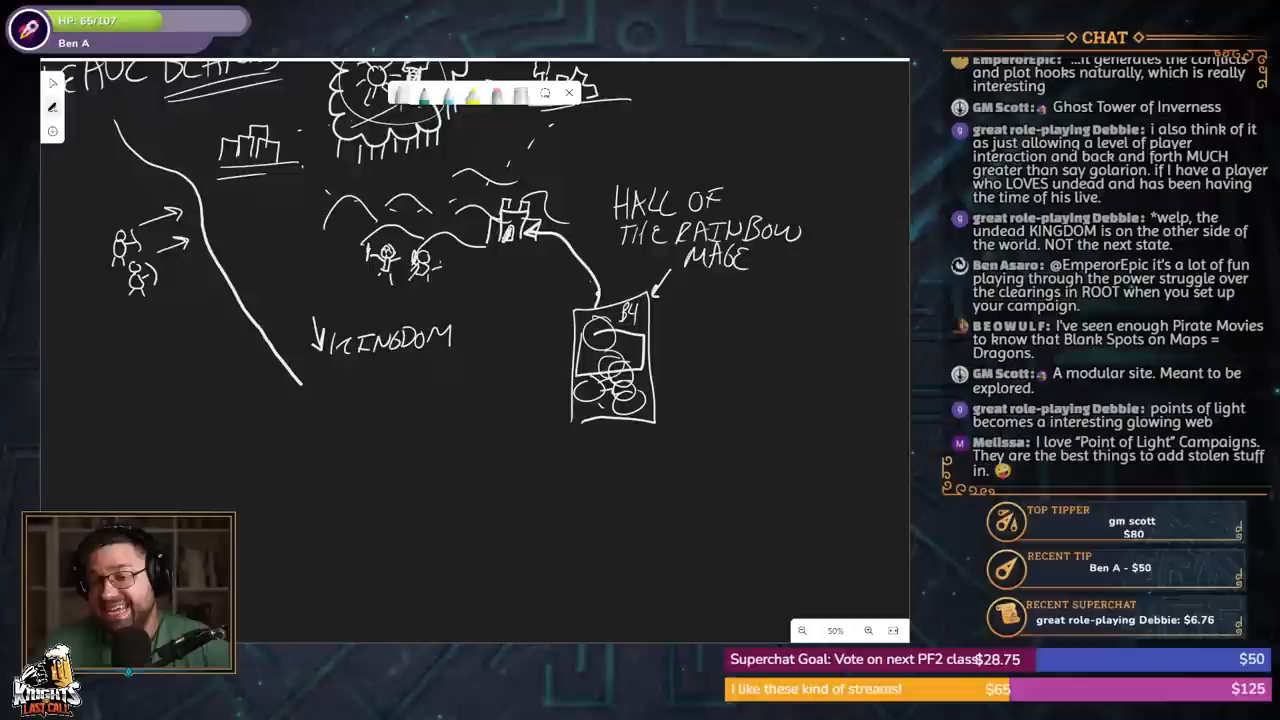 HP: 65/107
Ben A
LEAVE BLANKS
HALL OF
THE RAINBOW
MAGE
B4
KINGDOM
CHAT
EmperorEpic: ...it generates the conflicts
and plot hooks naturally, which is really
interesting
GM Scott: Ghost Tower of Inverness
great role-playing Debbie: i also think of it
as just allowing a level of player
interaction and back and forth MUCH
greater than say golarion. if I have a player
who LOVES undead and has been having
the time of his live.
great role-playing Debbie: *welp, the
undead KINGDOM is on the other side of
the world. NOT the next state.
Ben Asaro: @EmperorEpic it's a lot of fun
playing through the power struggle over
the clearings in ROOT when you set up
your campaign.
BEOWULF: I've seen enough Pirate Movies
to know that Blank Spots on Maps =
Dragons.
GM Scott: A modular site. Meant to be
explored.
great role-playing Debbie: points of light
becomes a interesting glowing web
Melissa: I love “Point of Light” Campaigns.
They are the best things to add stolen stuff
in.
TOP TIPPER
gm scott
$80
RECENT TIP
Ben A - $50
RECENT SUPERCHAT
great role-playing Debbie: $6.76
50%
Superchat Goal: Vote on next PF2 class $28.75 $50
I like these kind of streams! $65 $125
KNIGHTS
LAST CALL